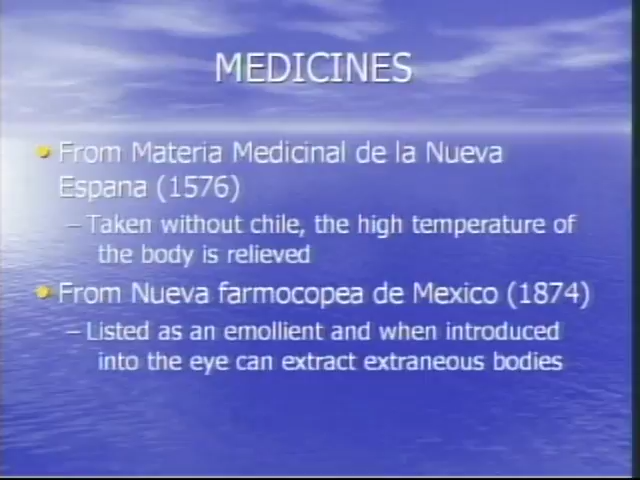 MEDICINES
• From Materia Medicinal de la Nueva
Espana (1576)
– Taken without chile, the high temperature of
the body is relieved
• From Nueva farmocopea de Mexico (1874)
– Listed as an emollient and when introduced
into the eye can extract extraneous bodies